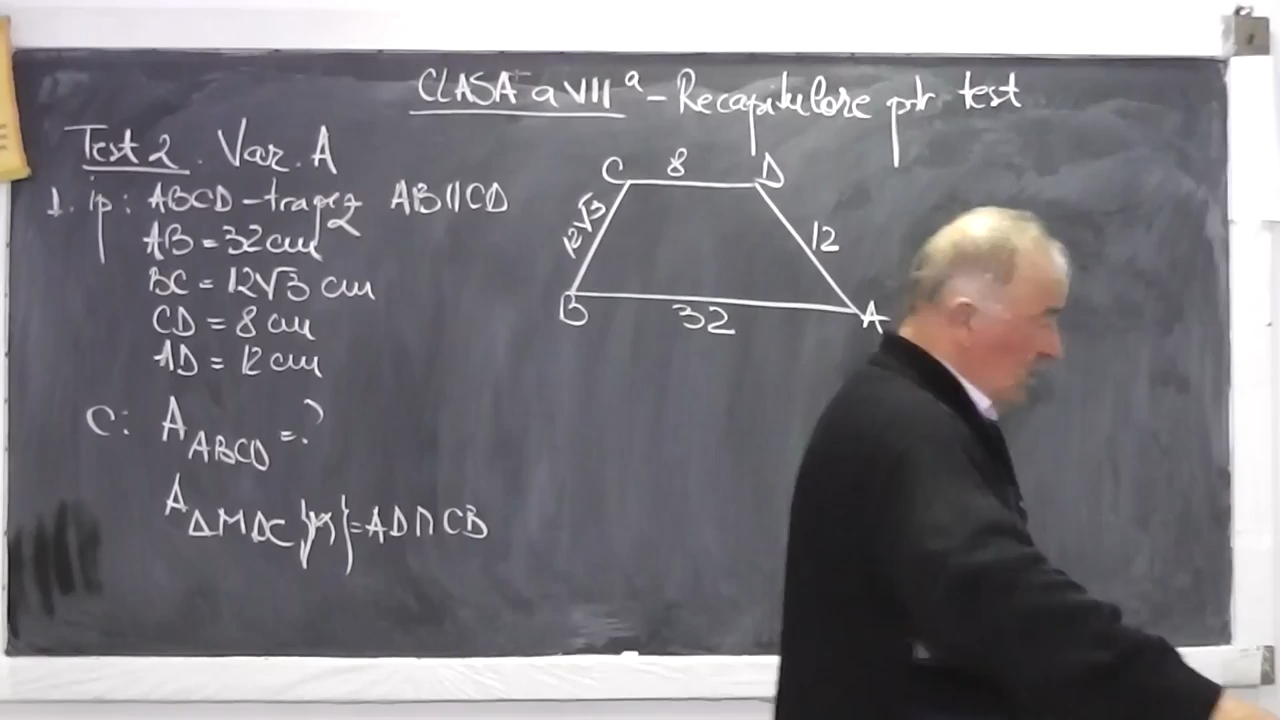 CLASA a VII a - Recapitulare ptr test
Test 2. Var. A
1. ip: ABCD - trapez AB||CD
AB = 32 cm
BC = 12√3 cm
CD = 8 cm
AD = 12 cm
C: A ABCD = ?
A ΔMDC {M} = AD∩CB
C 8 D
12√3
12
B 32 A